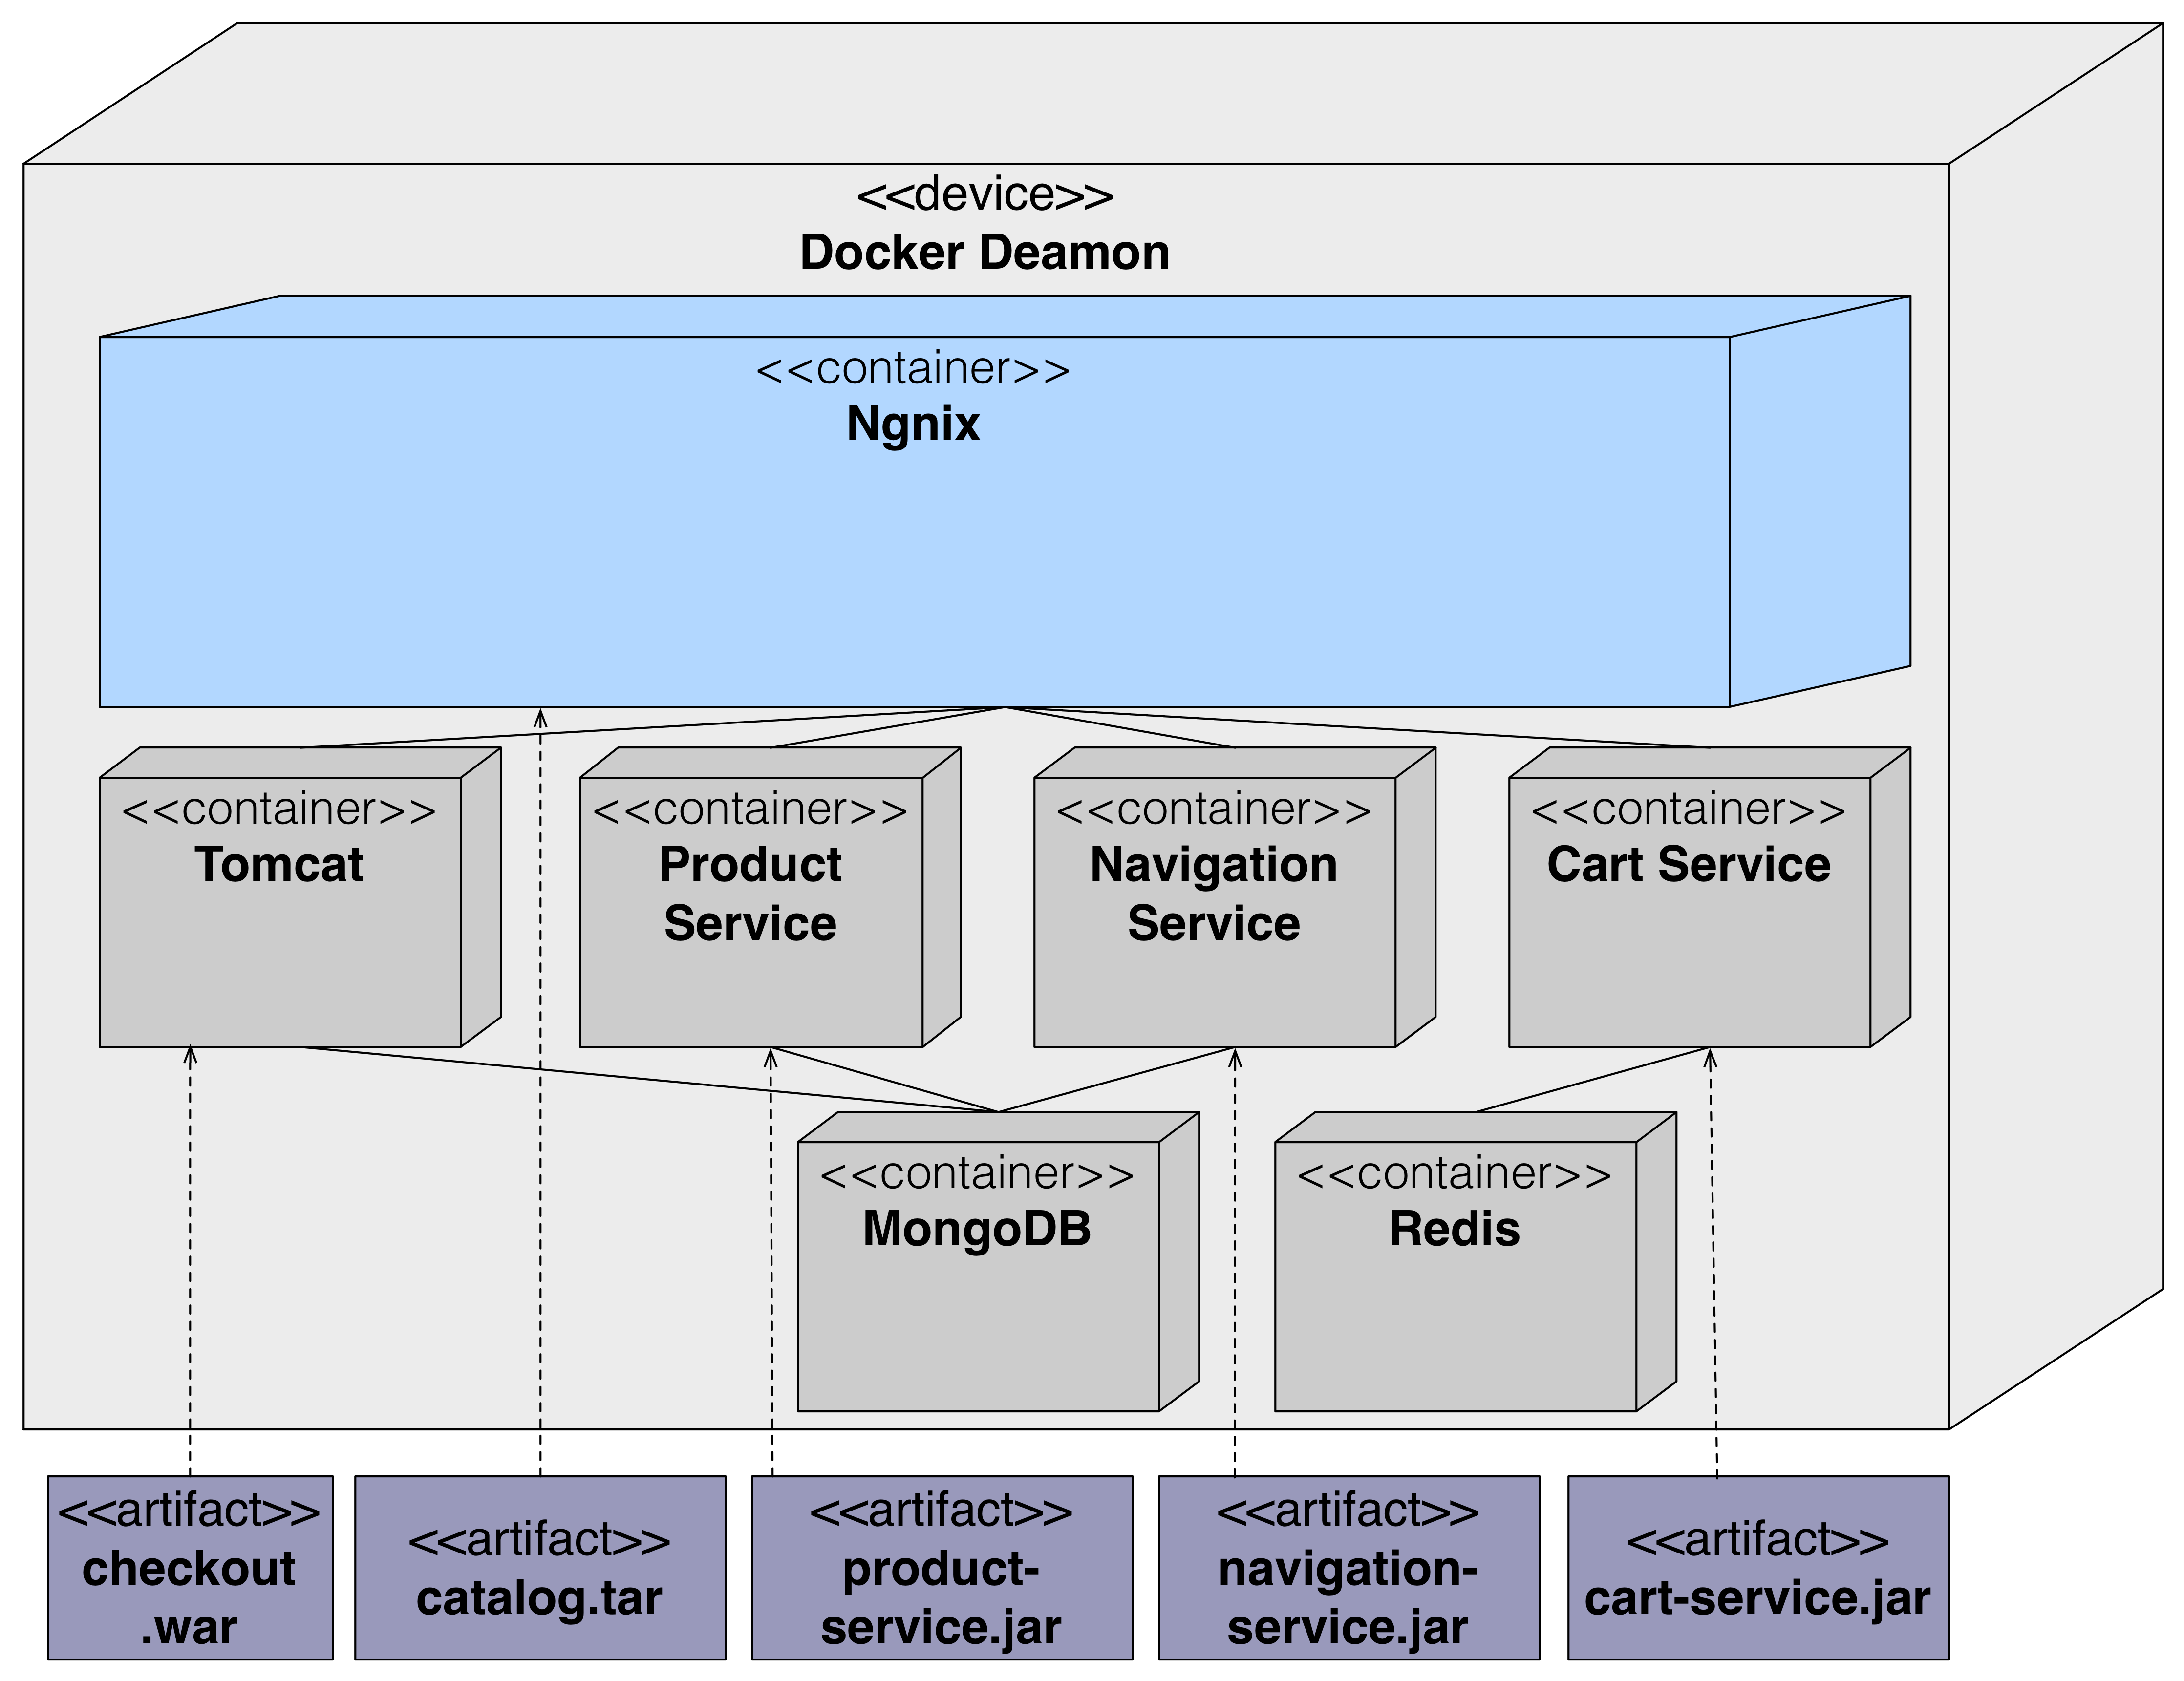 <<device>>
Docker Deamon
<<container>>
Ngnix
<<container>>
Tomcat
<<container>>
Product
Service
<<container>>
Navigation
Service
<<container>>
Cart Service
<<container>>
MongoDB
<<container>>
Redis
<<artifact>>
checkout
.war
<<artifact>>
catalog.tar
<<artifact>>
product-
service.jar
<<artifact>>
navigation-
service.jar
<<artifact>>
cart-service.jar